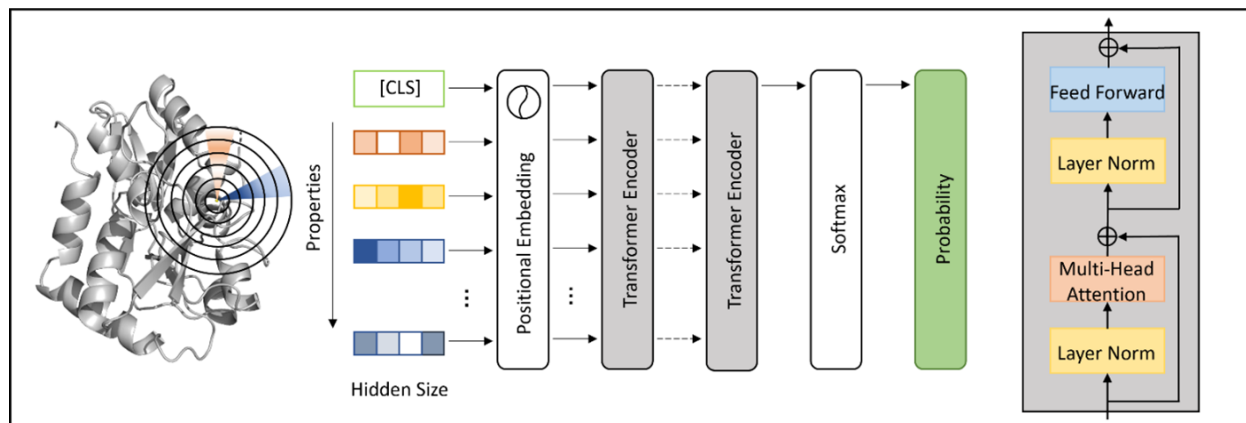 [CLS]
Properties
...
Hidden Size
Positional Embedding
...
Transformer Encoder
Transformer Encoder
Softmax
Probability
Feed Forward
Layer Norm
Multi-Head
Attention
Layer Norm